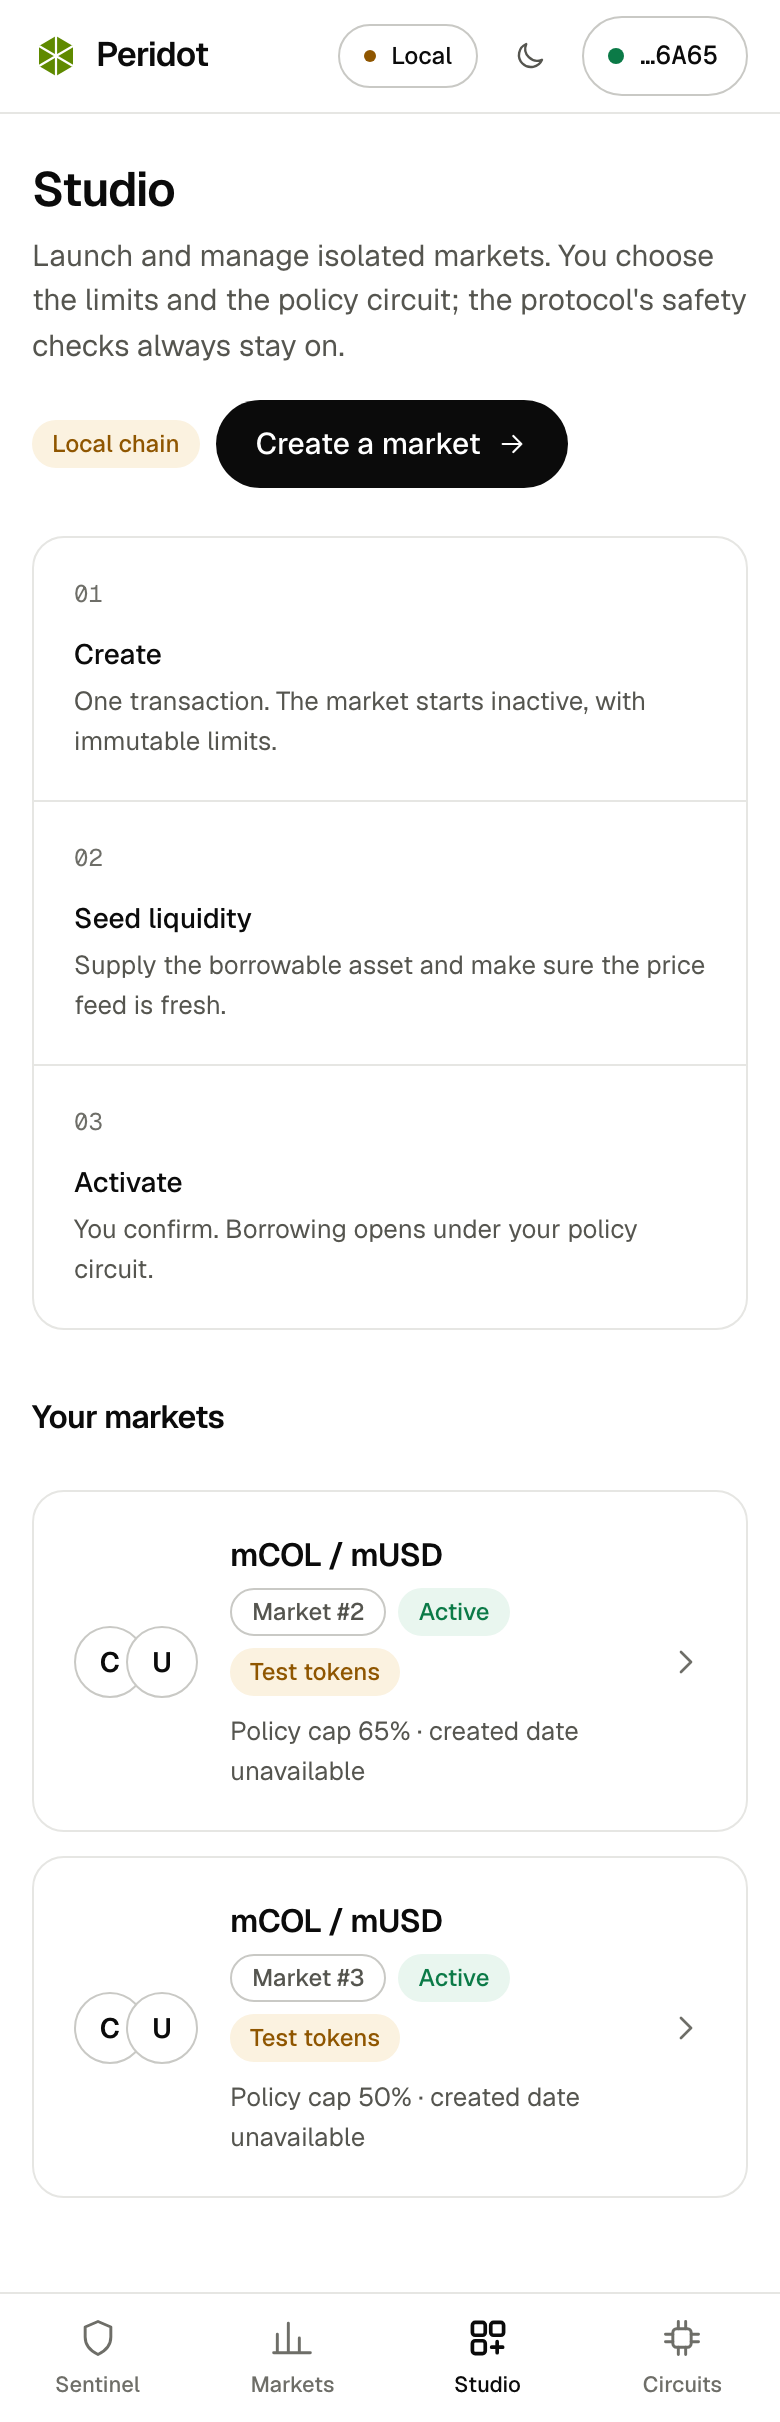 Peridot
Local
...6A65
Studio
Launch and manage isolated markets. You choose
the limits and the policy circuit; the protocol's safety
checks always stay on.
Local chain
Create a market →
01
Create
One transaction. The market starts inactive, with
immutable limits.
02
Seed liquidity
Supply the borrowable asset and make sure the price
feed is fresh.
03
Activate
You confirm. Borrowing opens under your policy
circuit.
Your markets
C U
mCOL / mUSD
Market #2 Active
Test tokens
Policy cap 65% · created date
unavailable
C U
mCOL / mUSD
Market #3 Active
Test tokens
Policy cap 50% · created date
unavailable
Sentinel
Markets
Studio
Circuits